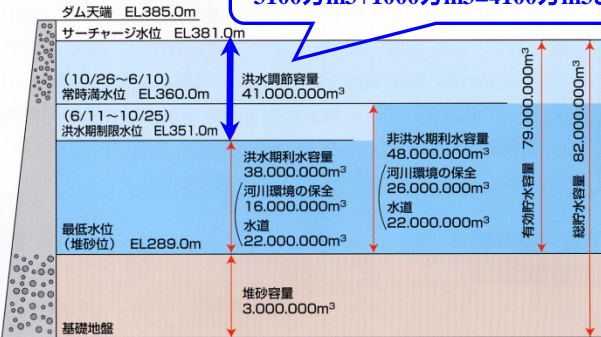 ダム天端 EL385.0m
サーチャージ水位 EL381.0m
(10/26〜6/10)
常時満水位 EL360.0m
(6/11〜10/25)
洪水期制限水位 EL351.0m
洪水調節容量
41.000.000m³
洪水期利水容量
38.000.000m³
河川環境の保全
16.000.000m³
水道
22.000.000m³
非洪水期利水容量
48.000.000m³
河川環境の保全
26.000.000m³
水道
22.000.000m³
有効貯水容量 79.000.000m³
総貯水容量 82.000.000m³
最低水位
(堆砂位) EL289.0m
堆砂容量
3.000.000m³
基礎地盤